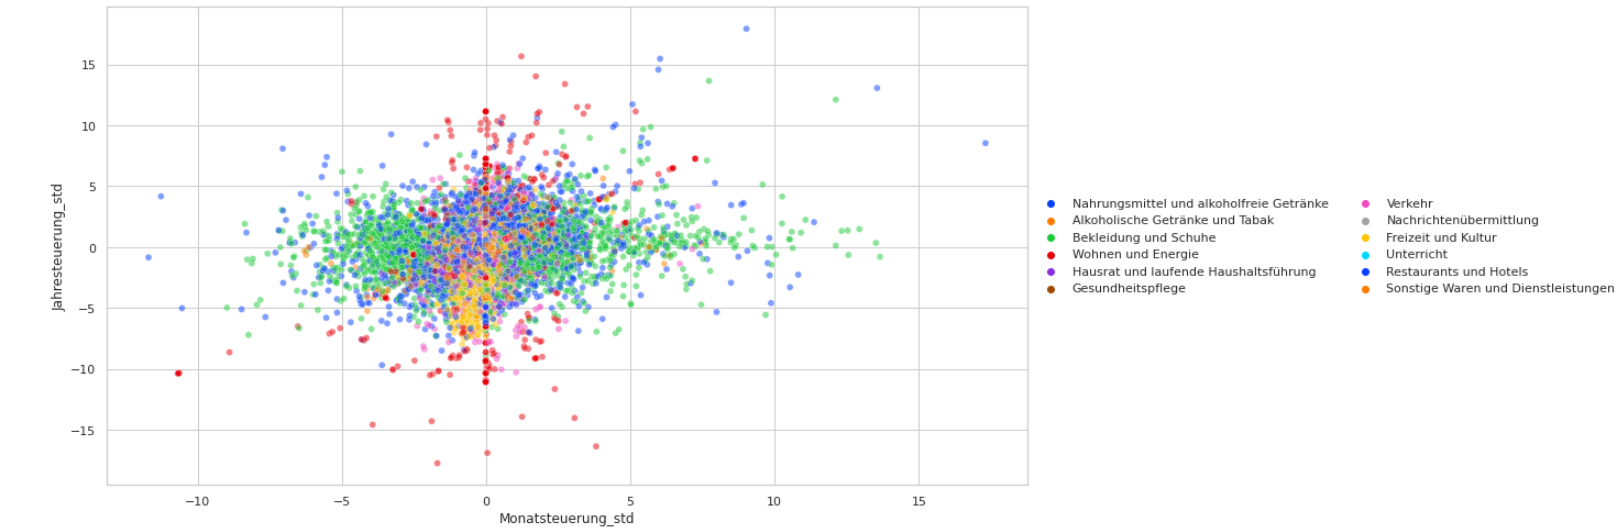 15
10
5
0
−5
−10
−15
Jahresteuerung_std
−10
−5
0
5
10
15
Monatsteuerung_std
Nahrungsmittel und alkoholfreie Getränke
Alkoholische Getränke und Tabak
Bekleidung und Schuhe
Wohnen und Energie
Hausrat und laufende Haushaltsführung
Gesundheitspflege
Verkehr
Nachrichtenübermittlung
Freizeit und Kultur
Unterricht
Restaurants und Hotels
Sonstige Waren und Dienstleistungen